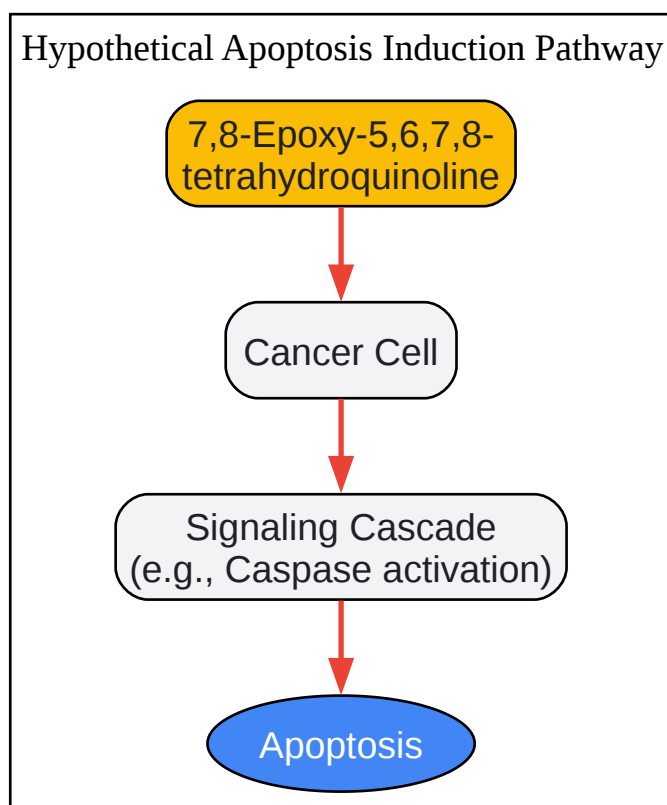 Hypothetical Apoptosis Induction Pathway
7,8-Epoxy-5,6,7,8-
tetrahydroquinoline
Cancer Cell
Signaling Cascade
(e.g., Caspase activation)
Apoptosis